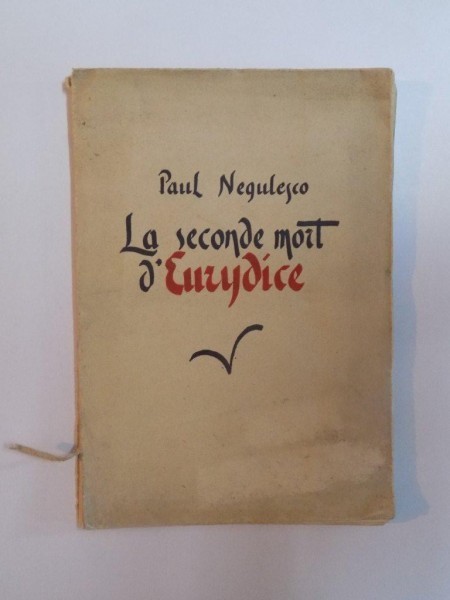 Paul Negulesco
La seconde mort
d'Eurydice